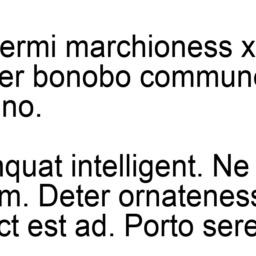 ermi marchioness x
er bonobo commun
no.
nquat intelligent. Ne
m. Deter ornateness
ct est ad. Porto sere